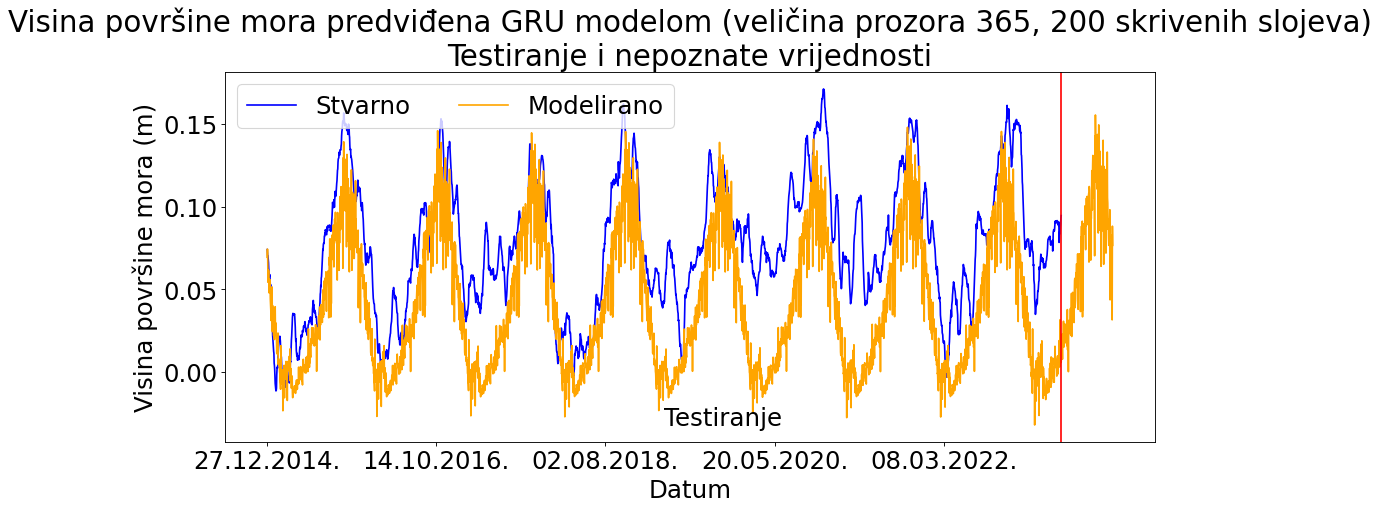 Visina površine mora predviđena GRU modelom (veličina prozora 365, 200 skrivenih slojeva)
Testiranje i nepoznate vrijednosti
Stvarno
Modelirano
Visina površine mora (m)
0.15
0.10
0.05
0.00
Testiranje
27.12.2014.
14.10.2016.
02.08.2018.
20.05.2020.
08.03.2022.
Datum